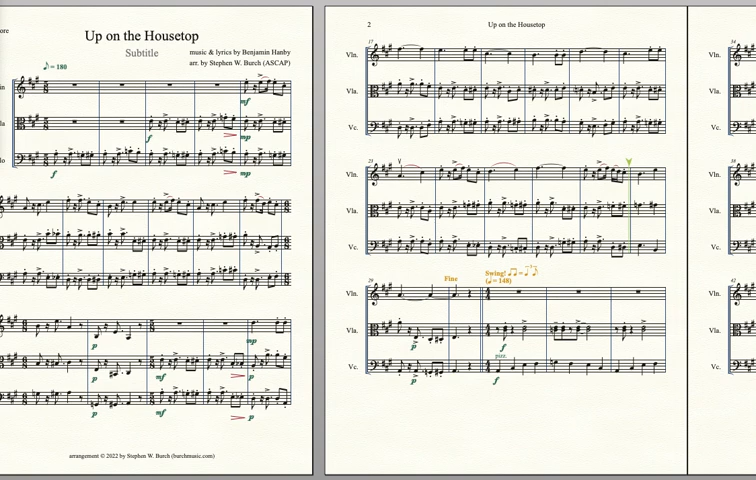 ore
Up on the Housetop
Subtitle
music & lyrics by Benjamin Hanby
arr. by Stephen W. Burch (ASCAP)
♪ = 180
in
mf
la
f
mp
lo
f
mp
mp
p
p
mf
p
p
mf
p
arrangement © 2022 by Stephen W. Burch (burchmusic.com)
2
Up on the Housetop
17
Vln.
Vla.
Vc.
23
Vln.
Vla.
Vc.
29
Fine
Swing!
(♩ = 148)
Vln.
Vla.
p
f
pizz.
Vc.
p
f
34
Vln.
Vla.
Vc.
38
Vln.
Vla.
Vc.
42
Vln.
Vla.
Vc.